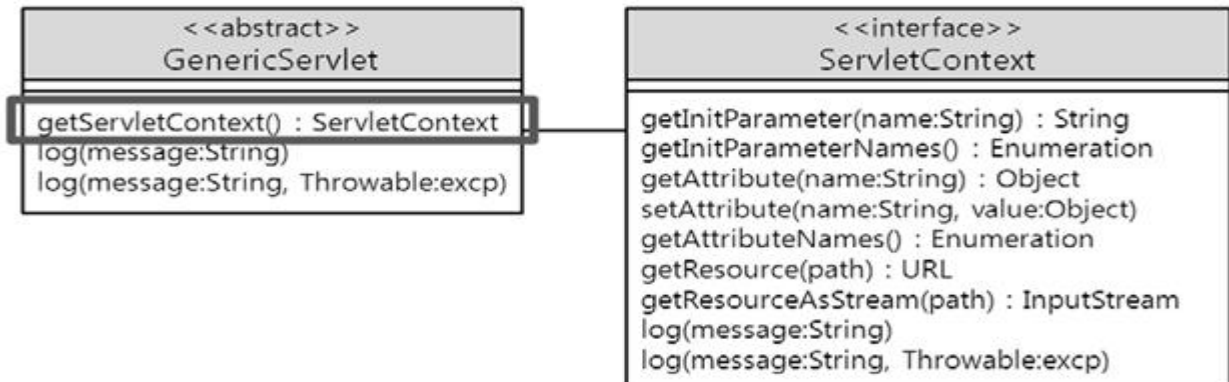 <<abstract>>
GenericServlet
getServletContext() : ServletContext
log(message:String)
log(message:String, Throwable:excp)
<<interface>>
ServletContext
getInitParameter(name:String) : String
getInitParameterNames() : Enumeration
getAttribute(name:String) : Object
setAttribute(name:String, value:Object)
getAttributeNames() : Enumeration
getResource(path) : URL
getResourceAsStream(path) : InputStream
log(message:String)
log(message:String, Throwable:excp)